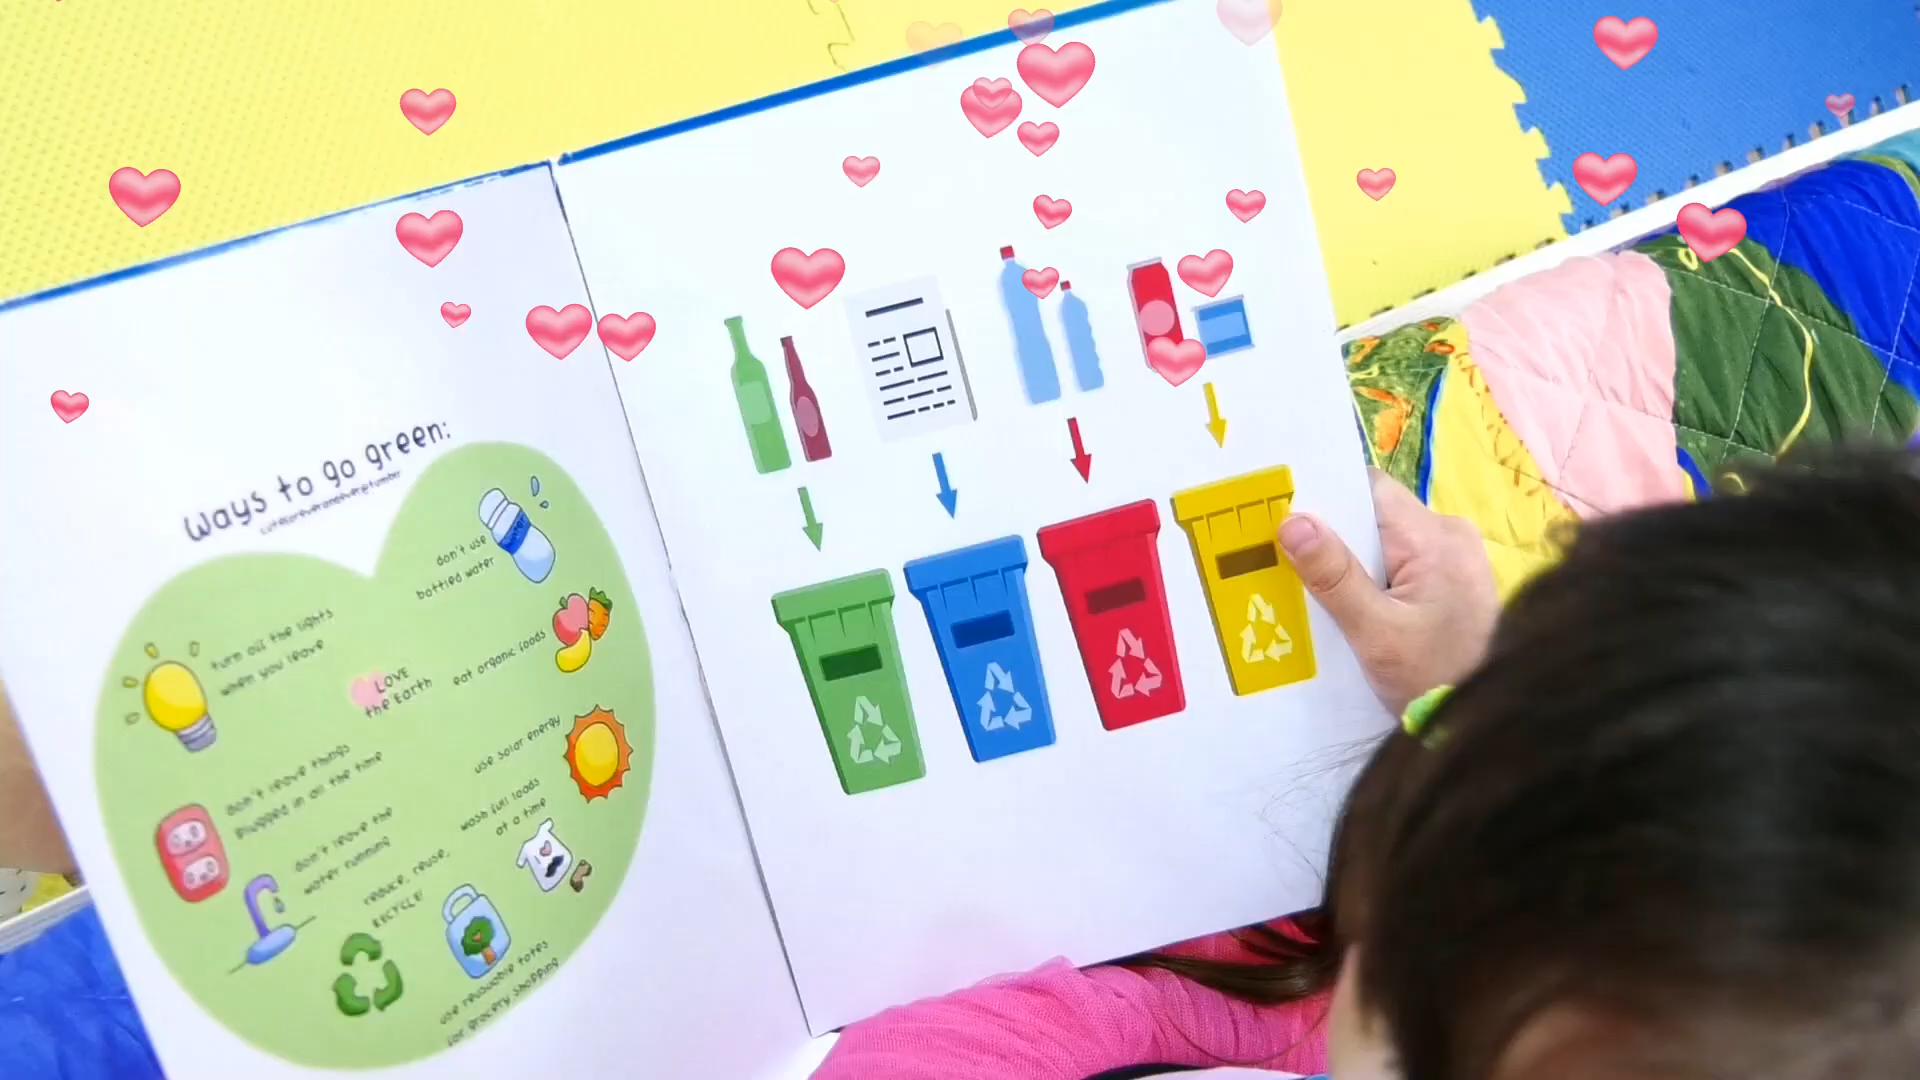 Ways to go green:
cutesforeverandever@tumblr
don't use
bottled water
turn off the lights
when you leave
LOVE
the Earth
eat organic foods
use solar energy
don't leave things
plugged in all the time
wash full loads
at a time
don't leave the
water running
reduce, reuse,
RECYCLE!
use reusable totes
for grocery shopping